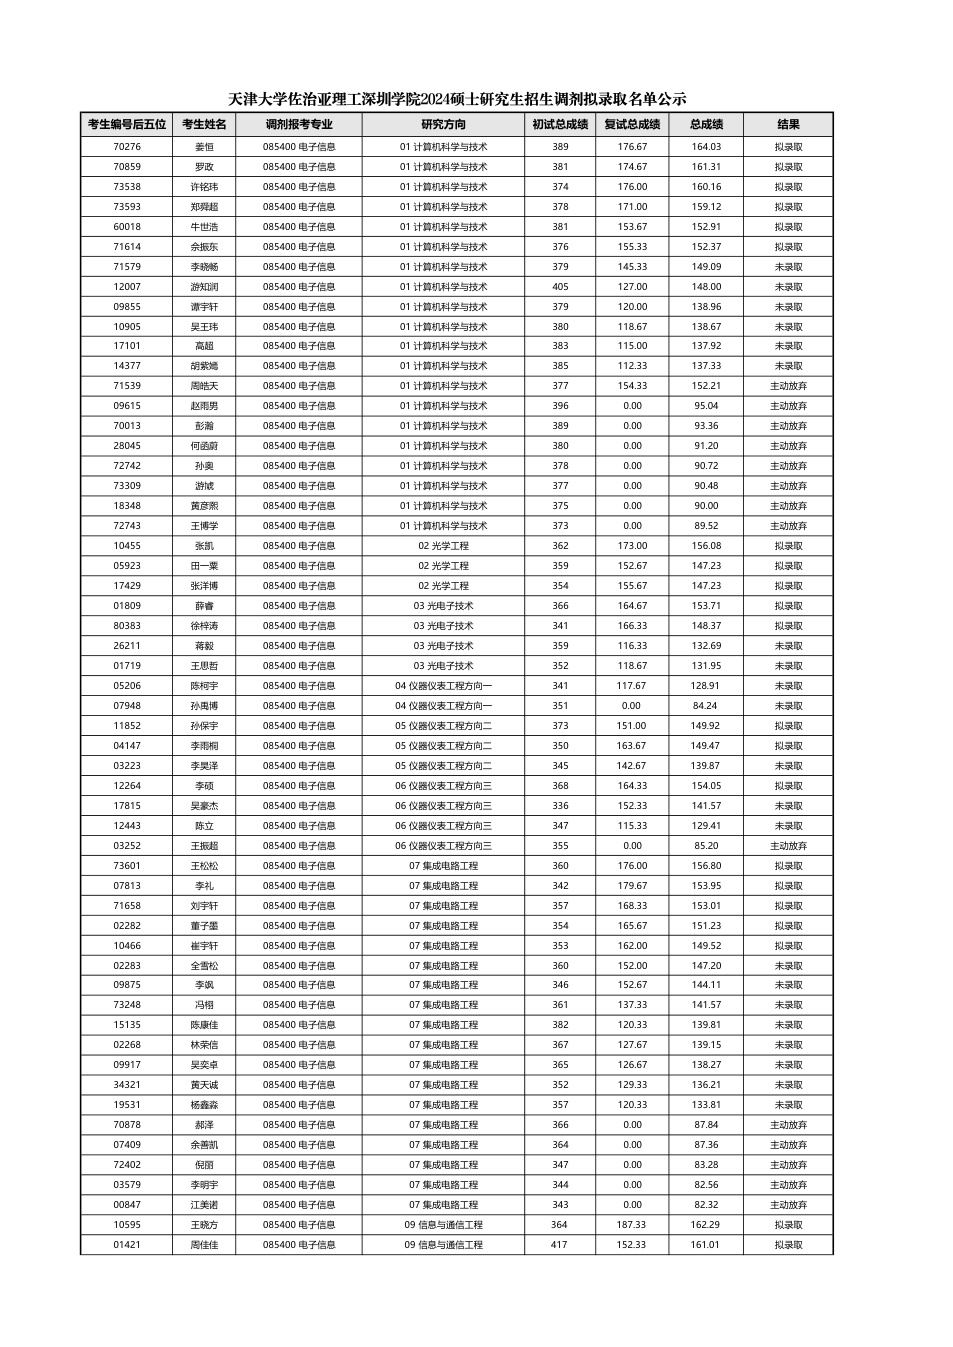 天津大学佐治亚理工深圳学院2024硕士研究生招生调剂拟录取名单公示
考生编号后五位 考生姓名 调剂报考专业 研究方向 初试总成绩 复试总成绩 总成绩 结果
70276 姜恒 085400 电子信息 01 计算机科学与技术 389 176.67 164.03 拟录取
70859 罗政 085400 电子信息 01 计算机科学与技术 381 174.67 161.31 拟录取
73538 许铭玮 085400 电子信息 01 计算机科学与技术 374 176.00 160.16 拟录取
73593 郑舜超 085400 电子信息 01 计算机科学与技术 378 171.00 159.12 拟录取
60018 牛世浩 085400 电子信息 01 计算机科学与技术 381 153.67 152.91 拟录取
71614 余振东 085400 电子信息 01 计算机科学与技术 376 155.33 152.37 拟录取
71579 李晓畅 085400 电子信息 01 计算机科学与技术 379 145.33 149.09 未录取
12007 游知润 085400 电子信息 01 计算机科学与技术 405 127.00 148.00 未录取
09855 谭宇轩 085400 电子信息 01 计算机科学与技术 379 120.00 138.96 未录取
10905 吴王玮 085400 电子信息 01 计算机科学与技术 380 118.67 138.67 未录取
17101 高超 085400 电子信息 01 计算机科学与技术 383 115.00 137.92 未录取
14377 胡紫嫣 085400 电子信息 01 计算机科学与技术 385 112.33 137.33 未录取
71539 周皓天 085400 电子信息 01 计算机科学与技术 377 154.33 152.21 主动放弃
09615 赵雨男 085400 电子信息 01 计算机科学与技术 396 0.00 95.04 主动放弃
70013 彭瀚 085400 电子信息 01 计算机科学与技术 389 0.00 93.36 主动放弃
28045 何函蔚 085400 电子信息 01 计算机科学与技术 380 0.00 91.20 主动放弃
72742 孙奥 085400 电子信息 01 计算机科学与技术 378 0.00 90.72 主动放弃
73309 游 085400 电子信息 01 计算机科学与技术 377 0.00 90.48 主动放弃
18348 黄彦熙 085400 电子信息 01 计算机科学与技术 375 0.00 90.00 主动放弃
72743 王博学 085400 电子信息 01 计算机科学与技术 373 0.00 89.52 主动放弃
10455 张凯 085400 电子信息 02 光学工程 362 173.00 156.08 拟录取
05923 田一粟 085400 电子信息 02 光学工程 359 152.67 147.23 拟录取
17429 张洋博 085400 电子信息 02 光学工程 354 155.67 147.23 拟录取
01809 薛睿 085400 电子信息 03 光电子技术 366 164.67 153.71 拟录取
80383 徐梓涛 085400 电子信息 03 光电子技术 341 166.33 148.37 拟录取
26211 蒋毅 085400 电子信息 03 光电子技术 359 116.33 132.69 未录取
01719 王思哲 085400 电子信息 03 光电子技术 352 118.67 131.95 未录取
05206 陈柯宇 085400 电子信息 04 仪器仪表工程方向一 341 117.67 128.91 未录取
07948 孙禹博 085400 电子信息 04 仪器仪表工程方向一 351 0.00 84.24 未录取
11852 孙保宇 085400 电子信息 05 仪器仪表工程方向二 373 151.00 149.92 拟录取
04147 李雨桐 085400 电子信息 05 仪器仪表工程方向二 350 163.67 149.47 拟录取
03223 李昊泽 085400 电子信息 05 仪器仪表工程方向二 345 142.67 139.87 未录取
12264 李硕 085400 电子信息 06 仪器仪表工程方向三 368 164.33 154.05 拟录取
17815 吴豪杰 085400 电子信息 06 仪器仪表工程方向三 336 152.33 141.57 未录取
12443 陈立 085400 电子信息 06 仪器仪表工程方向三 347 115.33 129.41 未录取
03252 王振超 085400 电子信息 06 仪器仪表工程方向三 355 0.00 85.20 主动放弃
73601 王松松 085400 电子信息 07 集成电路工程 360 176.00 156.80 拟录取
07813 李礼 085400 电子信息 07 集成电路工程 342 179.67 153.95 拟录取
71658 刘宇轩 085400 电子信息 07 集成电路工程 357 168.33 153.01 拟录取
02282 董子墨 085400 电子信息 07 集成电路工程 354 165.67 151.23 拟录取
10466 崔宇轩 085400 电子信息 07 集成电路工程 353 162.00 149.52 拟录取
02283 全雪松 085400 电子信息 07 集成电路工程 360 152.00 147.20 未录取
09875 李飒 085400 电子信息 07 集成电路工程 346 152.67 144.11 未录取
73248 冯栩 085400 电子信息 07 集成电路工程 361 137.33 141.57 未录取
15135 陈康佳 085400 电子信息 07 集成电路工程 382 120.33 139.81 未录取
02268 林荣信 085400 电子信息 07 集成电路工程 367 127.67 139.15 未录取
09917 吴奕卓 085400 电子信息 07 集成电路工程 365 126.67 138.27 未录取
34321 黄天诚 085400 电子信息 07 集成电路工程 352 129.33 136.21 未录取
19531 杨鑫淼 085400 电子信息 07 集成电路工程 357 120.33 133.81 未录取
70878 郝泽 085400 电子信息 07 集成电路工程 366 0.00 87.84 主动放弃
07409 余善凯 085400 电子信息 07 集成电路工程 364 0.00 87.36 主动放弃
72402 倪丽 085400 电子信息 07 集成电路工程 347 0.00 83.28 主动放弃
03579 李明宇 085400 电子信息 07 集成电路工程 344 0.00 82.56 主动放弃
00847 江美诺 085400 电子信息 07 集成电路工程 343 0.00 82.32 主动放弃
10595 王晓方 085400 电子信息 09 信息与通信工程 364 187.33 162.29 拟录取
01421 周佳佳 085400 电子信息 09 信息与通信工程 417 152.33 161.01 拟录取